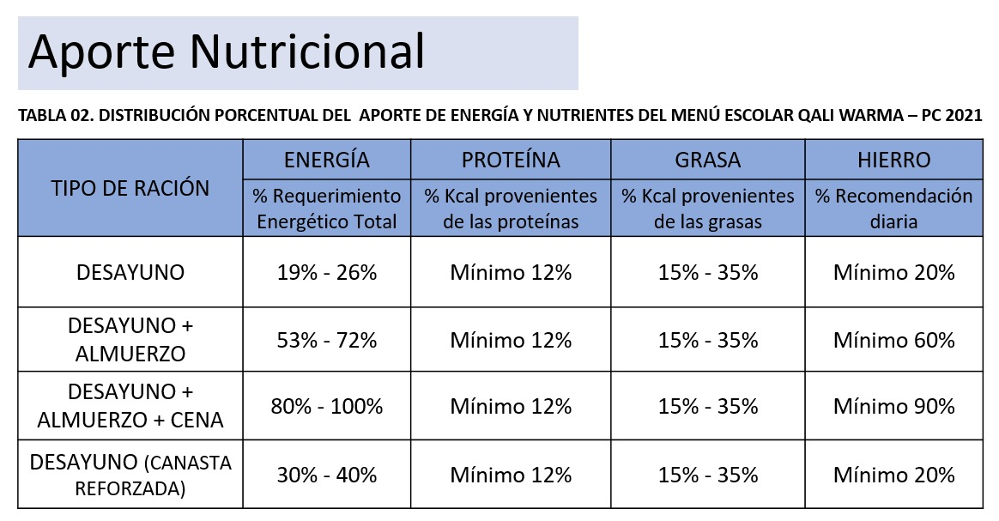 Aporte Nutricional
TABLA 02. DISTRIBUCIÓN PORCENTUAL DEL APORTE DE ENERGÍA Y NUTRIENTES DEL MENÚ ESCOLAR QALI WARMA – PC 2021
TIPO DE RACIÓN
ENERGÍA
PROTEÍNA
GRASA
HIERRO
% Requerimiento
Energético Total
% Kcal provenientes
de las proteínas
% Kcal provenientes
de las grasas
% Recomendación
diaria
DESAYUNO
19% - 26%
Mínimo 12%
15% - 35%
Mínimo 20%
DESAYUNO +
ALMUERZO
53% - 72%
Mínimo 12%
15% - 35%
Mínimo 60%
DESAYUNO +
ALMUERZO + CENA
80% - 100%
Mínimo 12%
15% - 35%
Mínimo 90%
DESAYUNO (CANASTA
REFORZADA)
30% - 40%
Mínimo 12%
15% - 35%
Mínimo 20%